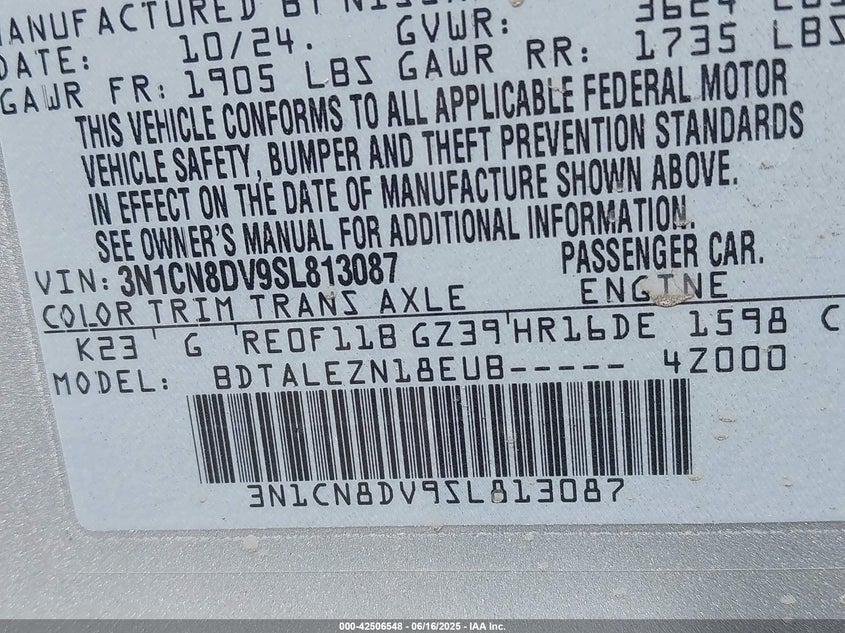 MANUFACTURED BY NISSAN
DATE: 10/24. GVWR: 3624 LBS
GAWR FR: 1905 LBS GAWR RR: 1735 LBS
THIS VEHICLE CONFORMS TO ALL APPLICABLE FEDERAL MOTOR
VEHICLE SAFETY, BUMPER AND THEFT PREVENTION STANDARDS
IN EFFECT ON THE DATE OF MANUFACTURE SHOWN ABOVE.
SEE OWNER'S MANUAL FOR ADDITIONAL INFORMATION.
VIN: 3N1CN8DV9SL813087 PASSENGER CAR.
COLOR TRIM TRANS AXLE ENGINE
K23 G RE0F11B GZ39 HR16DE 1598 C
MODEL: BDTALEZN18EUB----- 4Z000
3N1CN8DV9SL813087
000-42506548 - 06/16/2025 - IAA Inc.